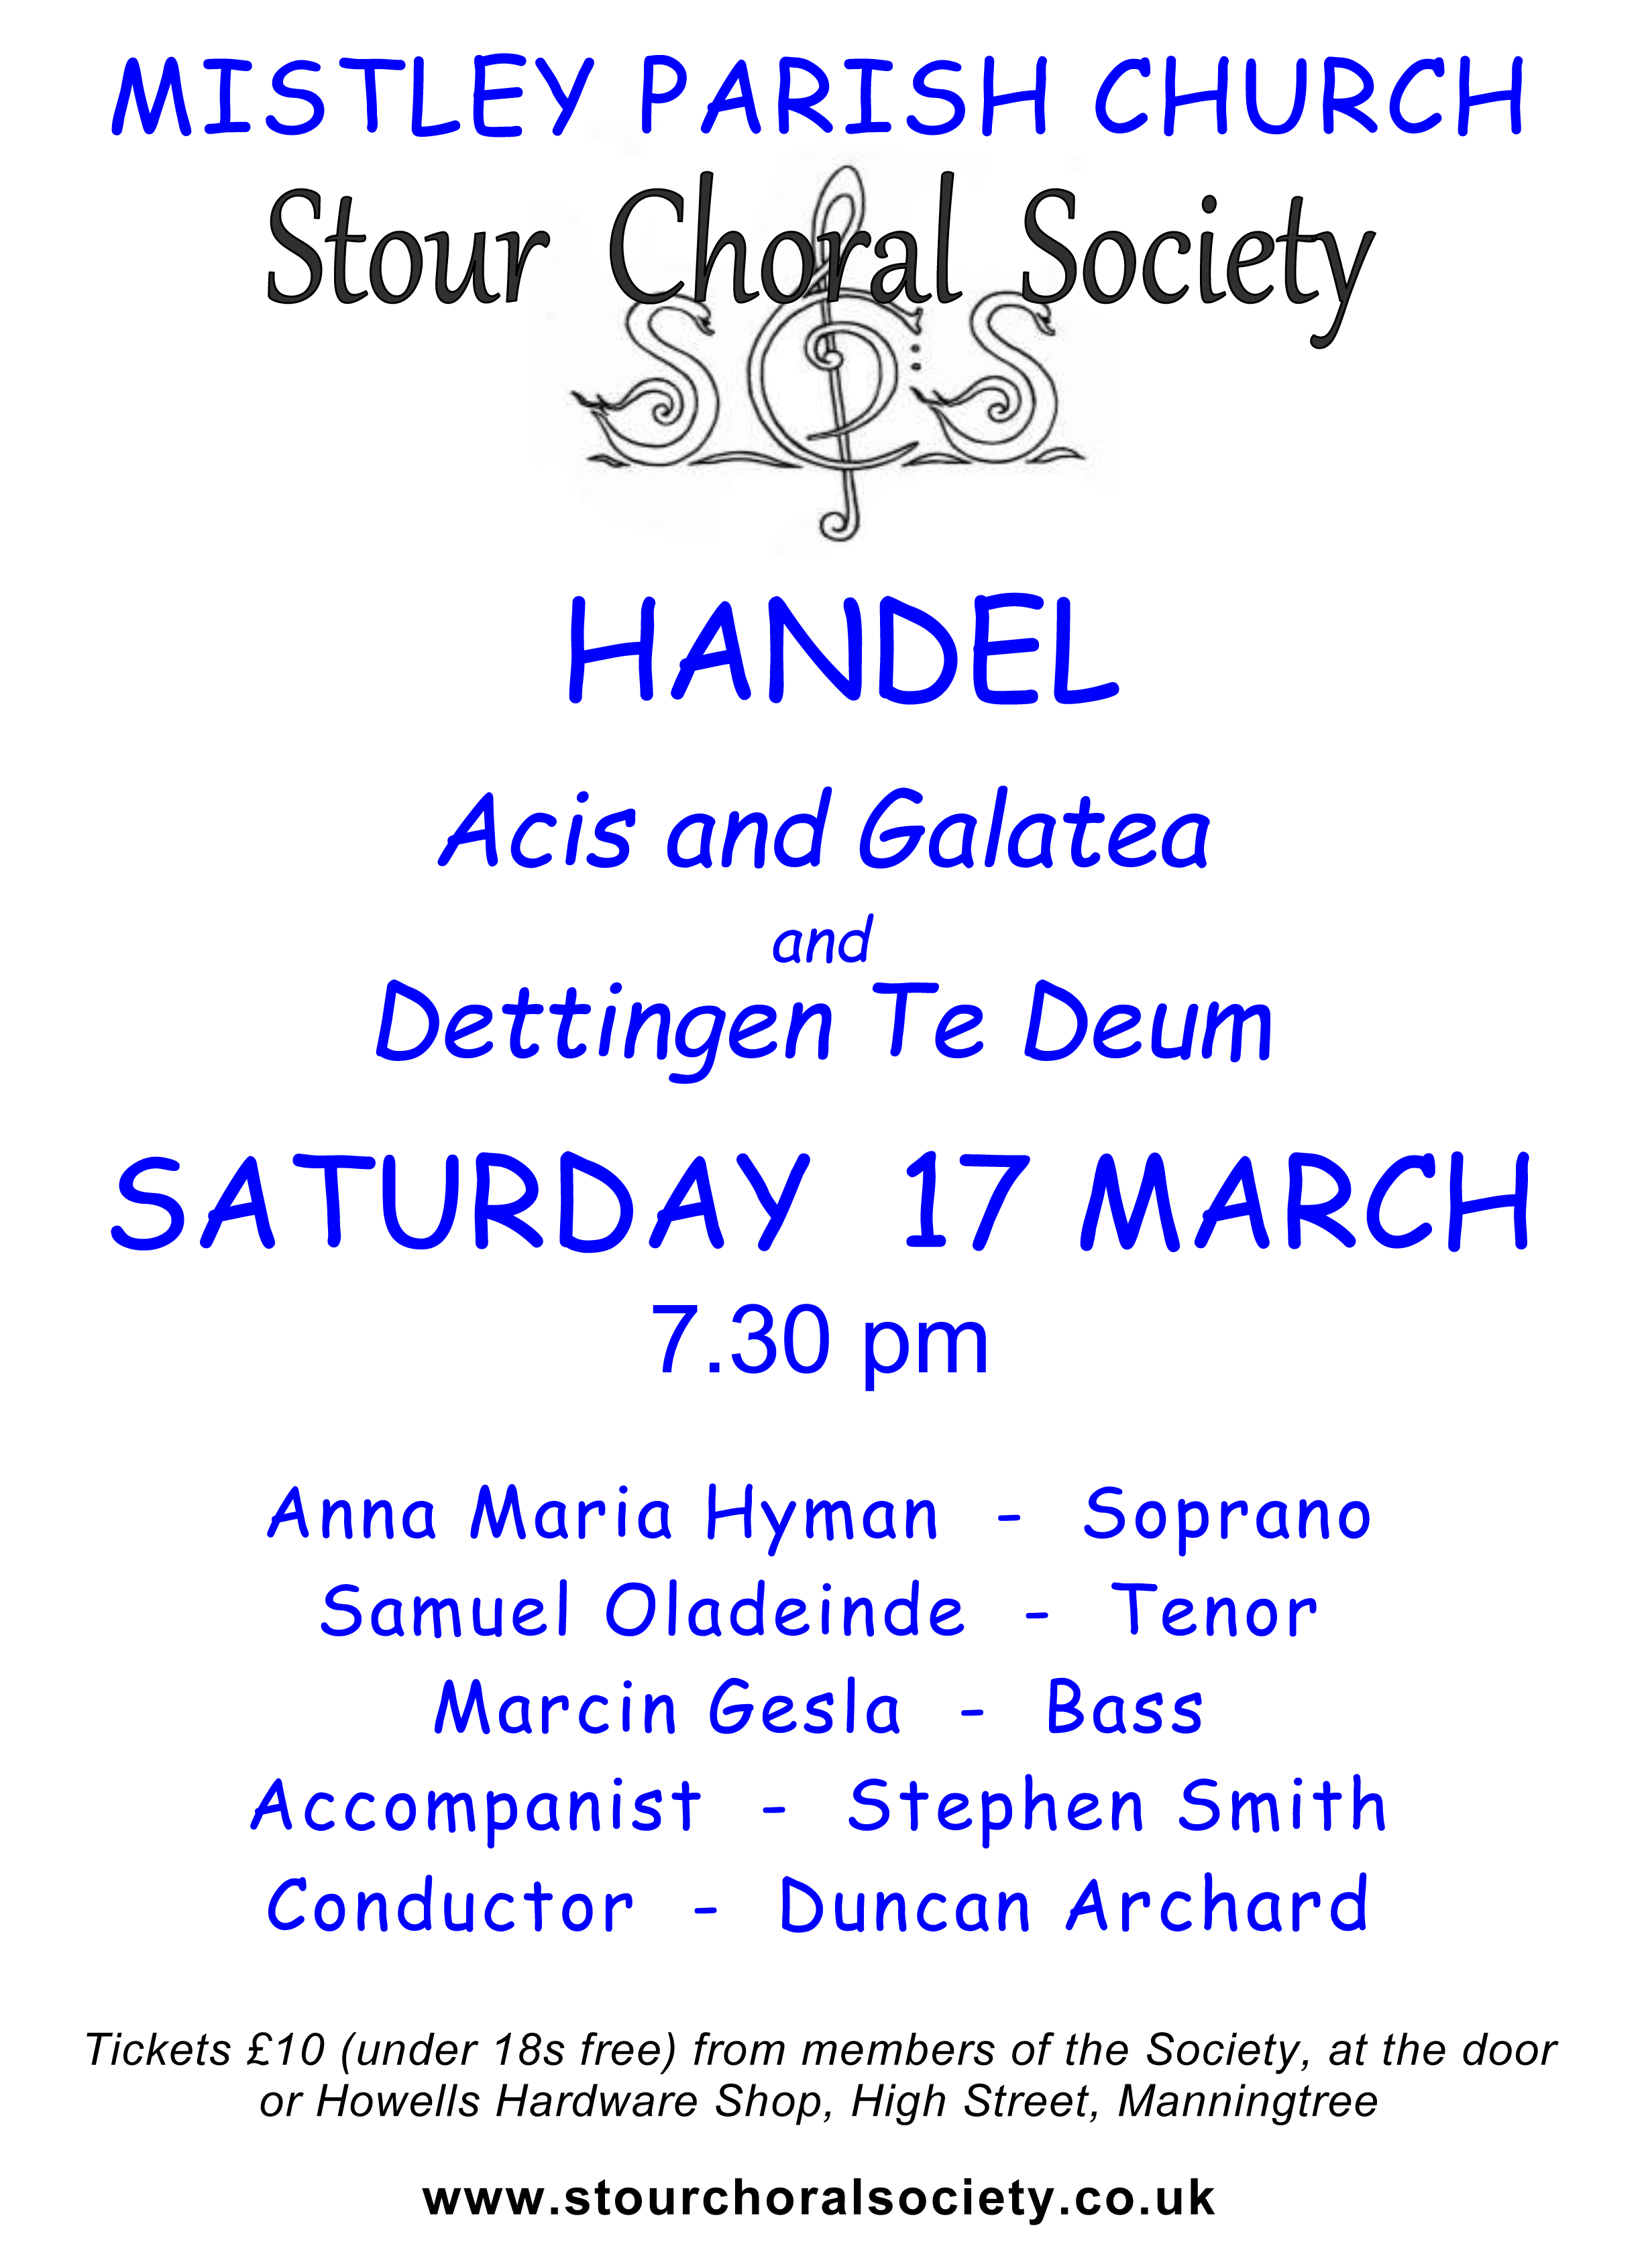 MISTLEY PARISH CHURCH
Stour Choral Society
SCS
HANDEL
Acis and Galatea
and
Dettingen Te Deum
SATURDAY 17 MARCH
7.30 pm
Anna Maria Hyman - Soprano
Samuel Oladeinde - Tenor
Marcin Gesla - Bass
Accompanist - Stephen Smith
Conductor - Duncan Archard
Tickets £10 (under 18s free) from members of the Society, at the door
or Howells Hardware Shop, High Street, Manningtree
www.stourchoralsociety.co.uk